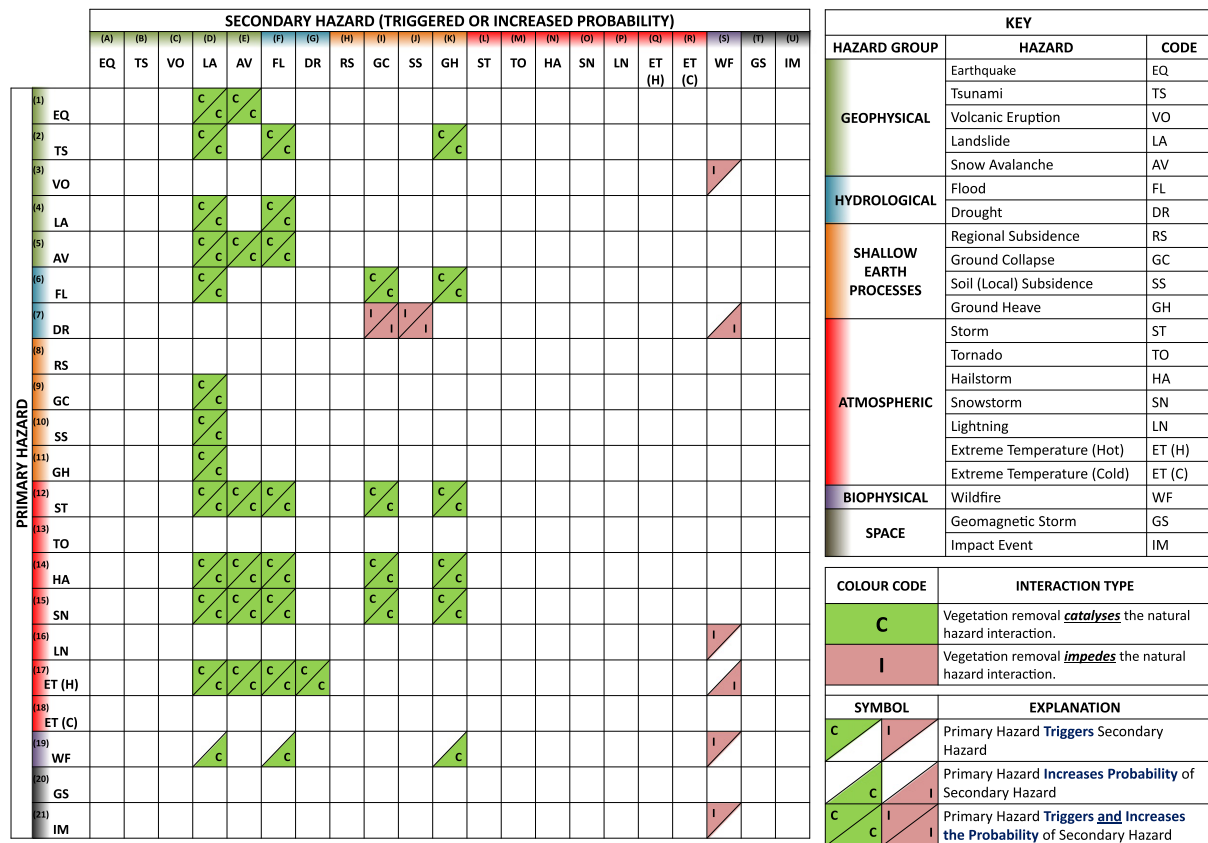 SECONDARY HAZARD (TRIGGERED OR INCREASED PROBABILITY)
(A) (B) (C) (D) (E) (F) (G) (H) (I) (J) (K) (L) (M) (N) (O) (P) (Q) (R) (S) (T) (U)
EQ TS VO LA AV FL DR RS GC SS GH ST TO HA SN LN ET (H) ET (C) WF GS IM
PRIMARY HAZARD
(1) EQ C C C C
(2) TS C C C C C C
(3) VO I
(4) LA C C C C
(5) AV C C C C C C
(6) FL C C C C C C
(7) DR I I I I I
(8) RS
(9) GC C C
(10) SS C C
(11) GH C C
(12) ST C C C C C C C C C C
(13) TO
(14) HA C C C C C C C C C C
(15) SN C C C C C C C C C C
(16) LN I
(17) ET (H) C C C C C C C C I
(18) ET (C)
(19) WF C C C I
(20) GS
(21) IM I
KEY
HAZARD GROUP HAZARD CODE
GEOPHYSICAL
Earthquake EQ
Tsunami TS
Volcanic Eruption VO
Landslide LA
Snow Avalanche AV
HYDROLOGICAL
Flood FL
Drought DR
SHALLOW
EARTH
PROCESSES
Regional Subsidence RS
Ground Collapse GC
Soil (Local) Subsidence SS
Ground Heave GH
ATMOSPHERIC
Storm ST
Tornado TO
Hailstorm HA
Snowstorm SN
Lightning LN
Extreme Temperature (Hot) ET (H)
Extreme Temperature (Cold) ET (C)
BIOPHYSICAL Wildfire WF
SPACE
Geomagnetic Storm GS
Impact Event IM
COLOUR CODE INTERACTION TYPE
C Vegetation removal catalyses the natural
hazard interaction.
I Vegetation removal impedes the natural
hazard interaction.
SYMBOL EXPLANATION
C I Primary Hazard Triggers Secondary
Hazard
C I Primary Hazard Increases Probability of
Secondary Hazard
C C I I Primary Hazard Triggers and Increases
the Probability of Secondary Hazard